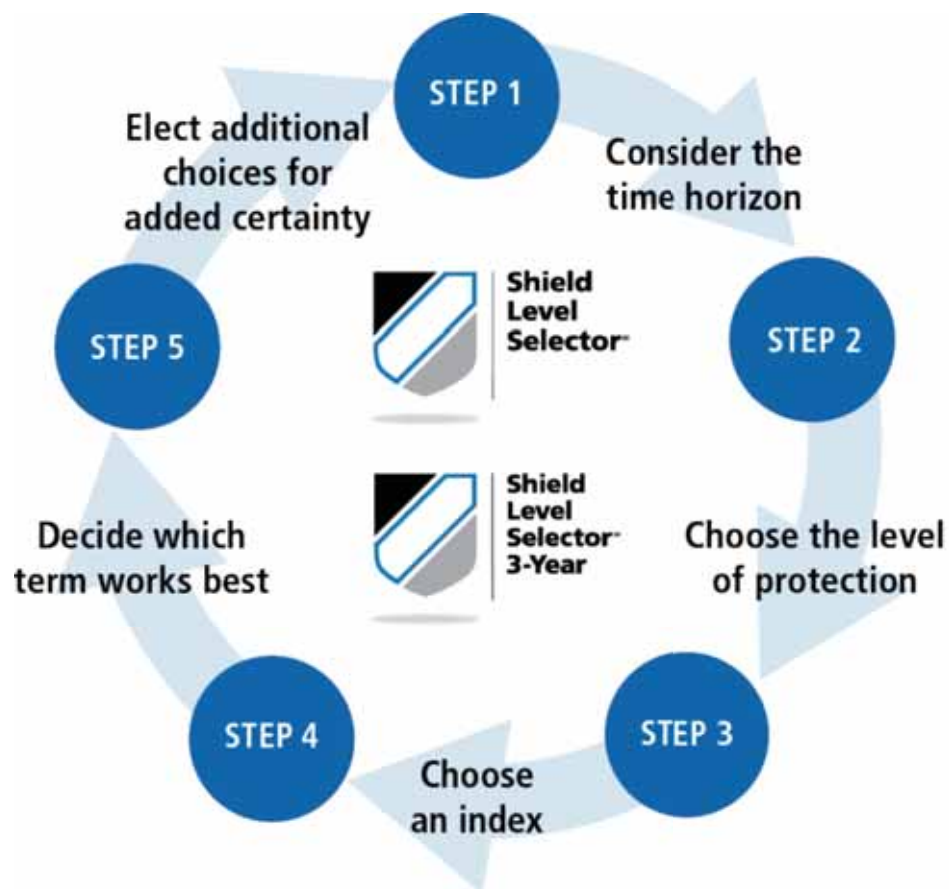 STEP 1
Consider the
time horizon
STEP 2
Choose the level
of protection
STEP 3
Choose
an index
STEP 4
Decide which
term works best
STEP 5
Elect additional
choices for
added certainty
Shield
Level
Selector℠
Shield
Level
Selector℠
3-Year